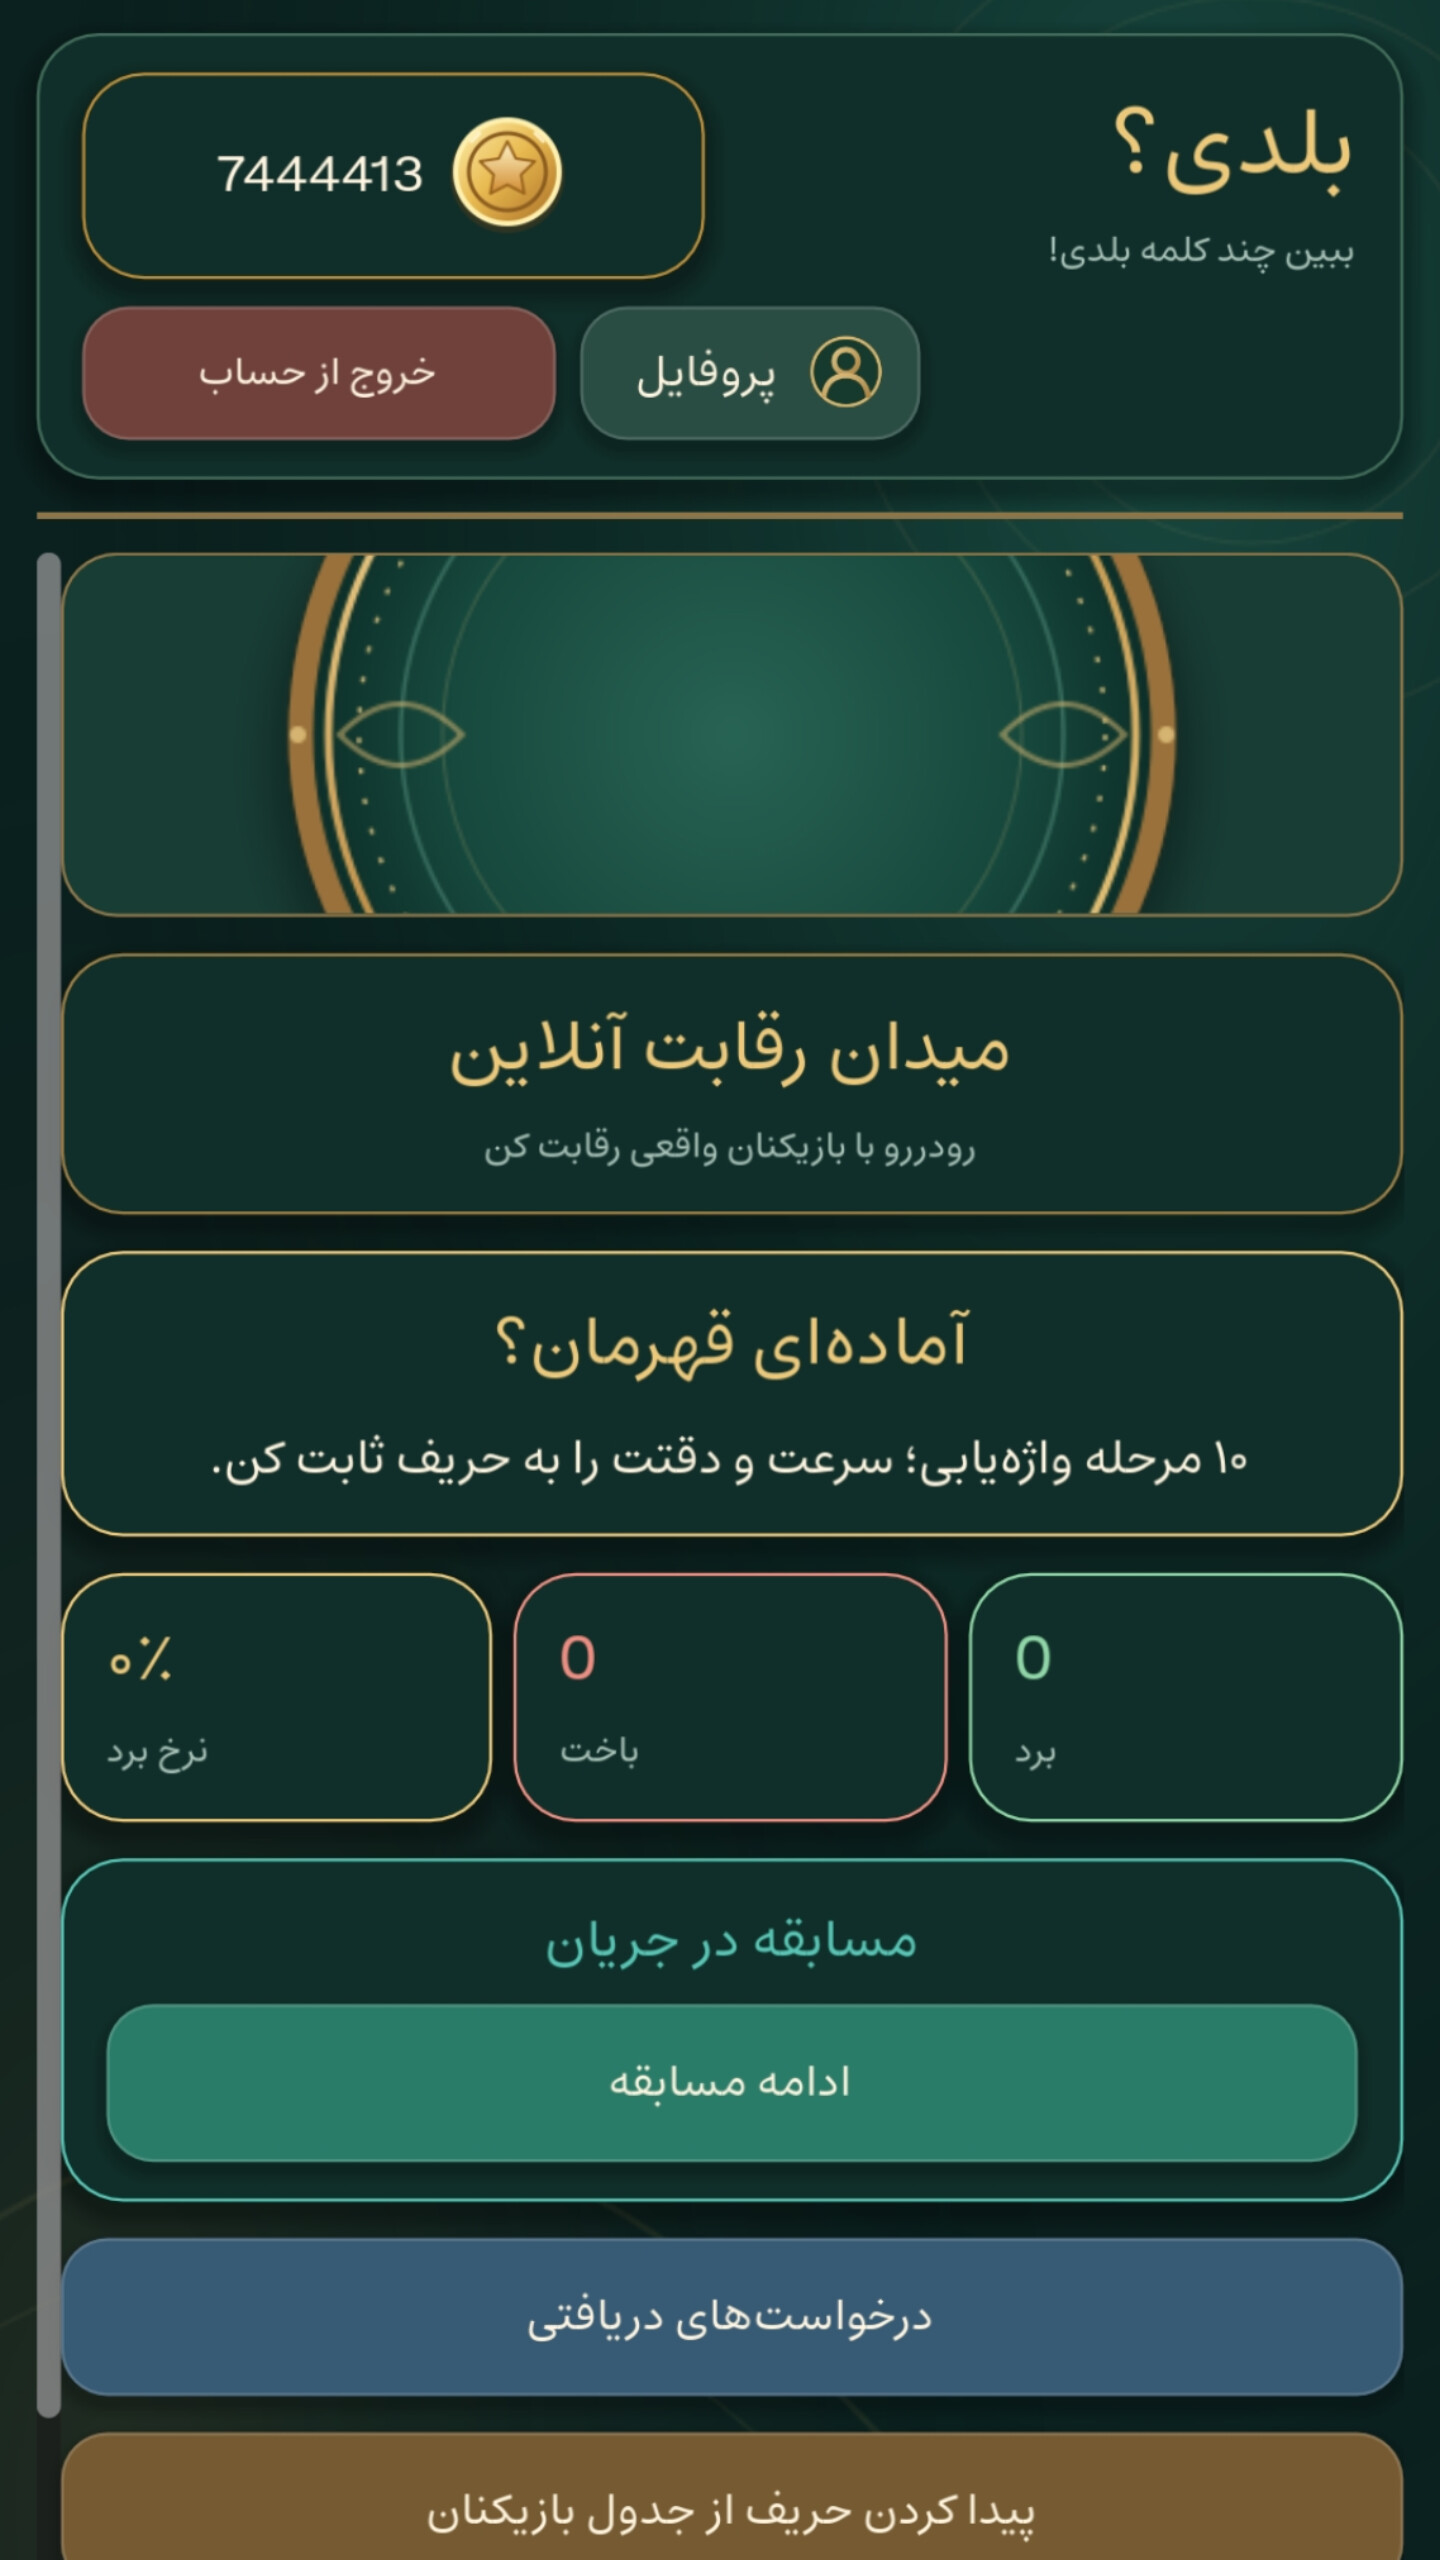 بلدی؟
7444413
ببین چند کلمه بلدی!
پروفایل
خروج از حساب
میدان رقابت آنلاین
رودررو با بازیکنان واقعی رقابت کن
آماده‌ای قهرمان؟
۱۰ مرحله واژه‌یابی؛ سرعت و دقتت را به حریف ثابت کن.
0
برد
0
باخت
۰٪
نرخ برد
مسابقه در جریان
ادامه مسابقه
درخواست‌های دریافتی
پیدا کردن حریف از جدول بازیکنان